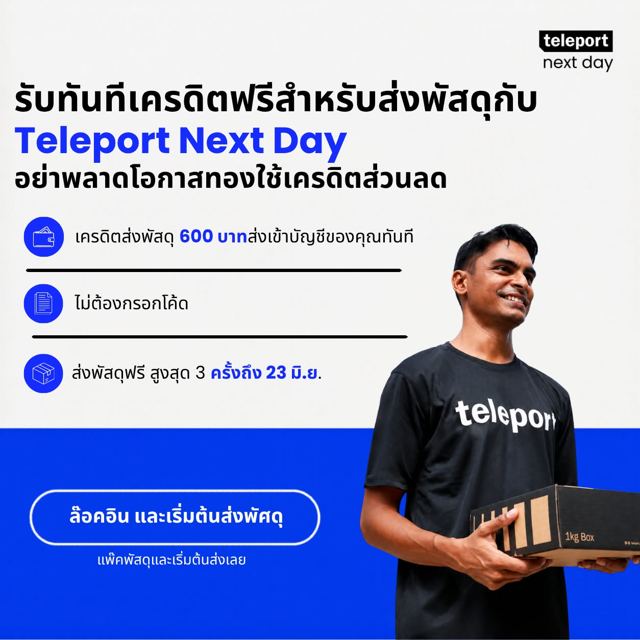 teleport
next day
รับทันทีเครดิตฟรีสำหรับส่งพัสดุกับ
Teleport Next Day
อย่าพลาดโอกาสทองใช้เครดิตส่วนลด
เครดิตส่งพัสดุ 600 บาทส่งเข้าบัญชีของคุณทันที
ไม่ต้องกรอกโค้ด
ส่งพัสดุฟรี สูงสุด 3 ครั้งถึง 23 มิ.ย.
teleport
1kg Box
ล๊อคอิน และเริ่มต้นส่งพัศดุ
แพ๊คพัสดุและเริ่มต้นส่งเลย